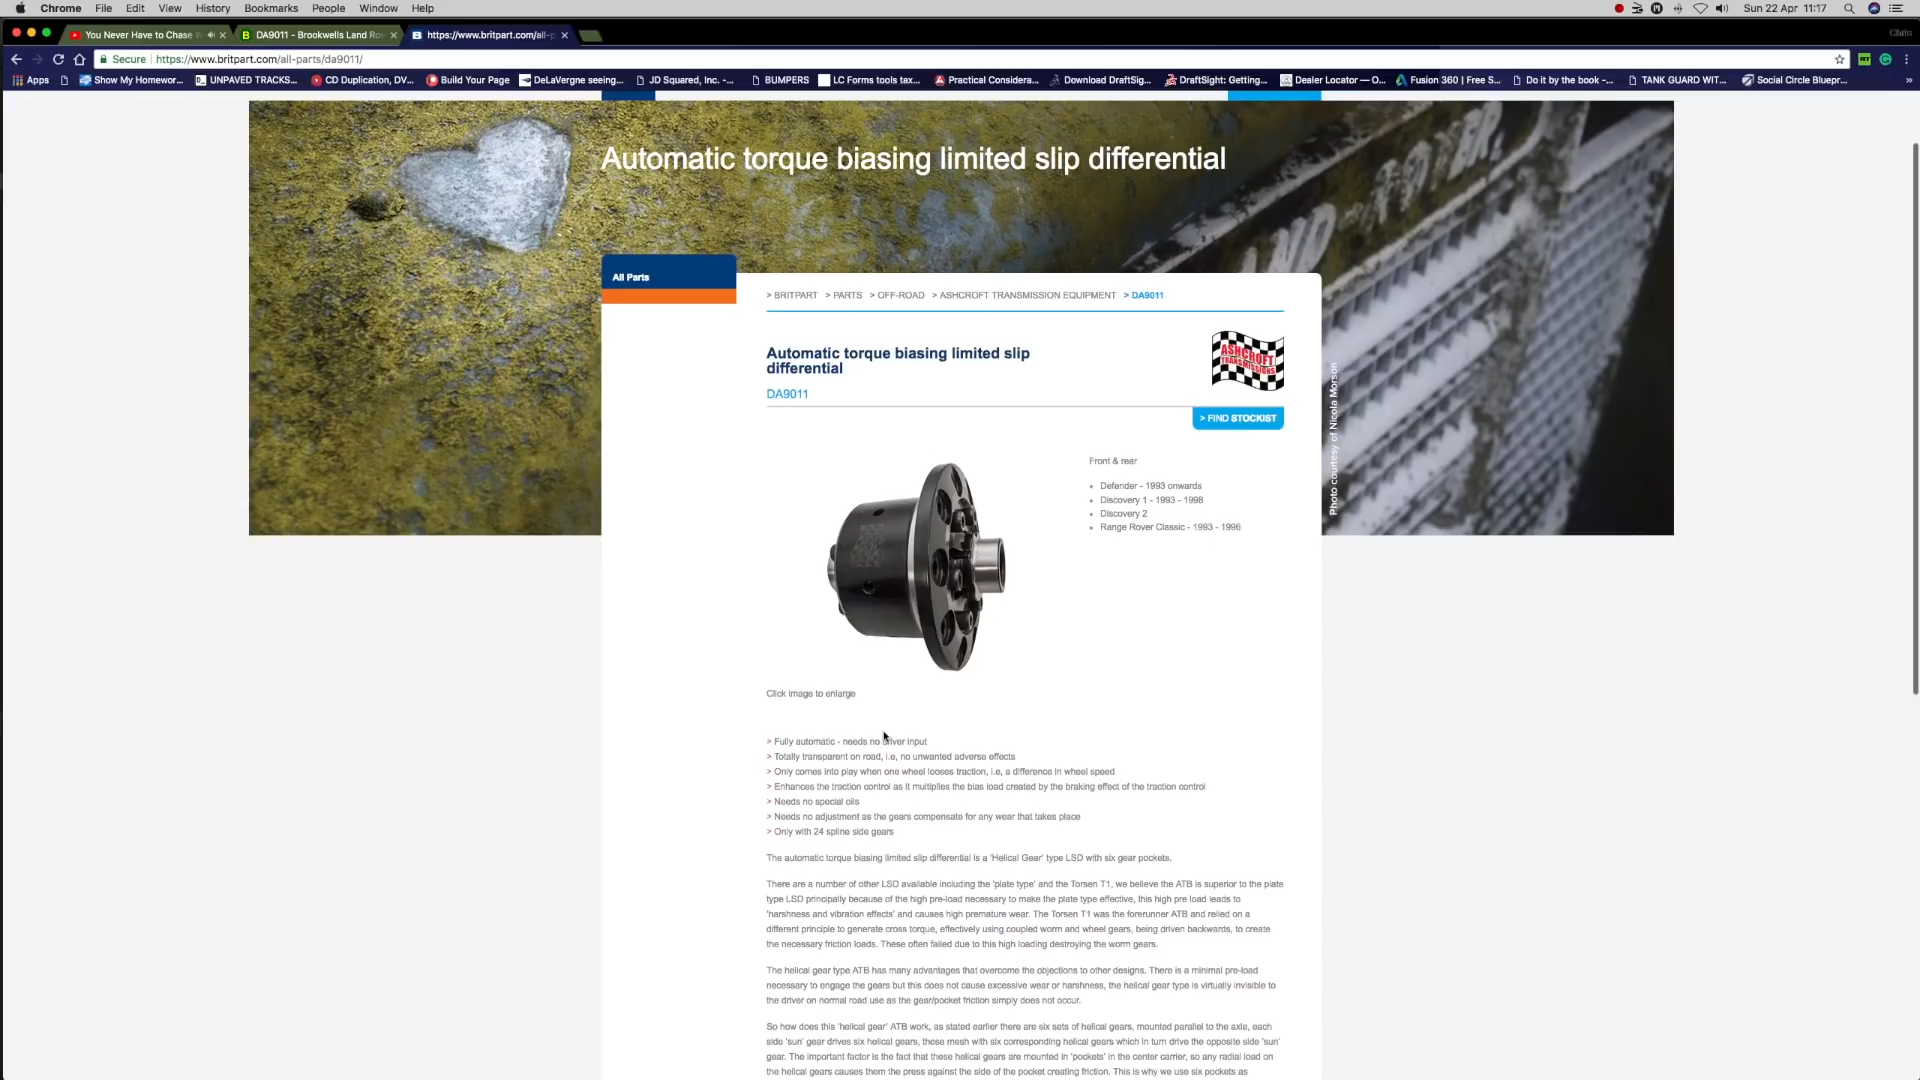 Chrome File Edit View History Bookmarks People Window Help Sun 22 Apr 11:17
You Never Have to Chase DA9011 - Brookwells Land Ro https://www.britpart.com/all-p Chris
Secure https://www.britpart.com/all-parts/da9011/
Apps Show My Homewor... UNPAVED TRACKS... CD Duplication, DV... Build Your Page DeLaVergne seeing... JD Squared, Inc. -... BUMPERS LC Forms tools tax... Practical Considera... Download DraftSig... DraftSight: Getting... Dealer Locator — O... Fusion 360 | Free S... Do it by the book -... TANK GUARD WIT... Social Circle Bluepr... »
Automatic torque biasing limited slip differential
All Parts
> BRITPART > PARTS > OFF-ROAD > ASHCROFT TRANSMISSION EQUIPMENT > DA9011
Automatic torque biasing limited slip
differential
ASHCROFT
TRANSMISSIONS
DA9011
> FIND STOCKIST
Photo courtesy of Nicola Morson
Front & rear
Defender - 1993 onwards
Discovery 1 - 1993 - 1998
Discovery 2
Range Rover Classic - 1993 - 1996
Click image to enlarge
> Fully automatic - needs no driver input
> Totally transparent on road, i.e, no unwanted adverse effects
> Only comes into play when one wheel looses traction, i.e, a difference in wheel speed
> Enhances the traction control as it multiplies the bias load created by the braking effect of the traction control
> Needs no special oils
> Needs no adjustment as the gears compensate for any wear that takes place
> Only with 24 spline side gears
The automatic torque biasing limited slip differential is a 'Helical Gear' type LSD with six gear pockets.
There are a number of other LSD available including the 'plate type' and the Torsen T1, we believe the ATB is superior to the plate
type LSD principally because of the high pre-load necessary to make the plate type effective, this high pre load leads to
'harshness and vibration effects' and causes high premature wear. The Torsen T1 was the forerunner ATB and relied on a
different principle to generate cross torque, effectively using coupled worm and wheel gears, being driven backwards, to create
the necessary friction loads. These often failed due to this high loading destroying the worm gears.
The helical gear type ATB has many advantages that overcome the objections to other designs. There is a minimal pre-load
necessary to engage the gears but this does not cause excessive wear or harshness, the helical gear type is virtually invisible to
the driver on normal road use as the gear/pocket friction simply does not occur.
So how does this 'helical gear' ATB work, as stated earlier there are six sets of helical gears, mounted parallel to the axle, each
side 'sun' gear drives six helical gears, these mesh with six corresponding helical gears which in turn drive the opposite side 'sun'
gear. The important factor is the fact that these helical gears are mounted in 'pockets' in the center carrier, so any radial load on
the helical gears causes them the press against the side of the pocket creating friction. This is why we use six pockets as